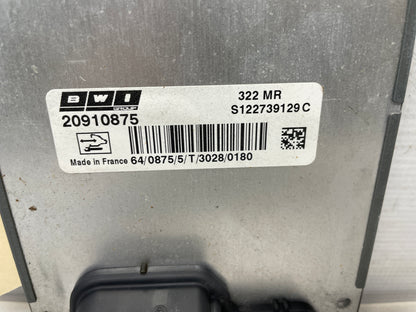 BWI
GROUP
322 MR
S122739129C
20910875
Made in France 64/0875/5/T/3028/0180